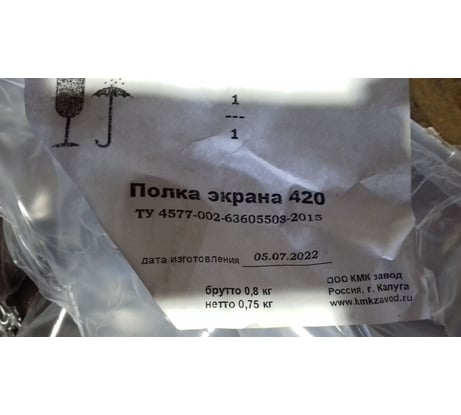 1
---
1
Полка экрана 420
ТУ 4577-002-63605503-2015
дата изготовления 05.07.2022
брутто 0,8 кг
нетто 0,75 кг
ООО КМК завод
Россия, г. Калуга
www.kmkzavod.ru